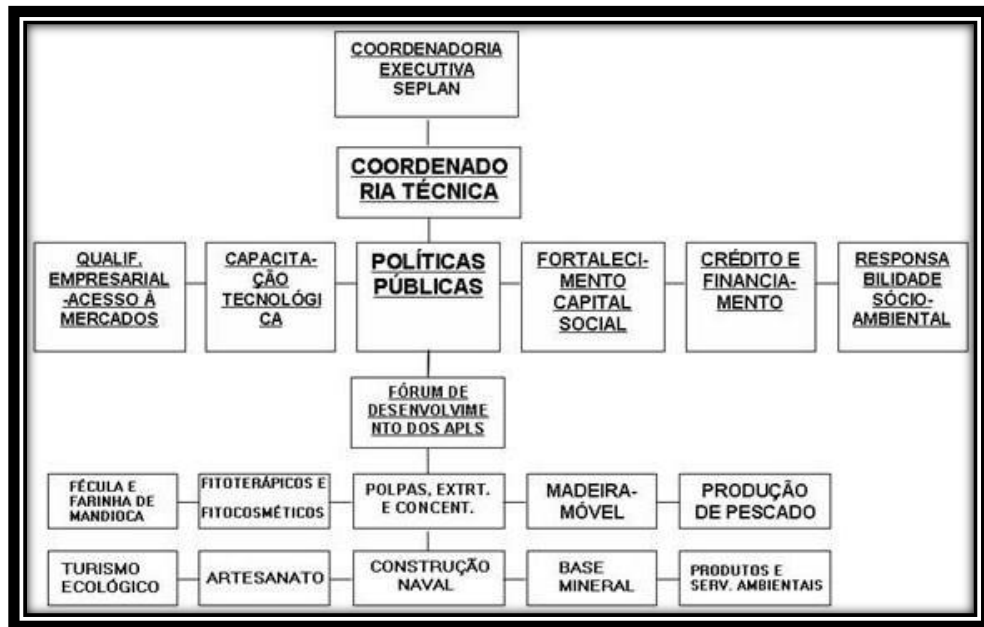 COORDENADORIA
EXECUTIVA
SEPLAN
COORDENADO
RIA TÉCNICA
QUALIF.
EMPRESARIAL
-ACESSO À
MERCADOS
CAPACITA-
ÇÃO
TECNOLÓGI
CA
POLÍTICAS
PÚBLICAS
FORTALECI-
MENTO
CAPITAL
SOCIAL
CRÉDITO E
FINANCIA-
MENTO
RESPONSA
BILIDADE
SÓCIO-
AMBIENTAL
FÓRUM DE
DESENVOLVIME
NTO DOS APLS
FÉCULA E
FARINHA DE
MANDIOCA
FITOTERÁPICOS E
FITOCOSMÉTICOS
POLPAS, EXTRT.
E CONCENT.
MADEIRA-
MÓVEL
PRODUÇÃO
DE PESCADO
TURISMO
ECOLÓGICO
ARTESANATO
CONSTRUÇÃO
NAVAL
BASE
MINERAL
PRODUTOS E
SERV. AMBIENTAIS